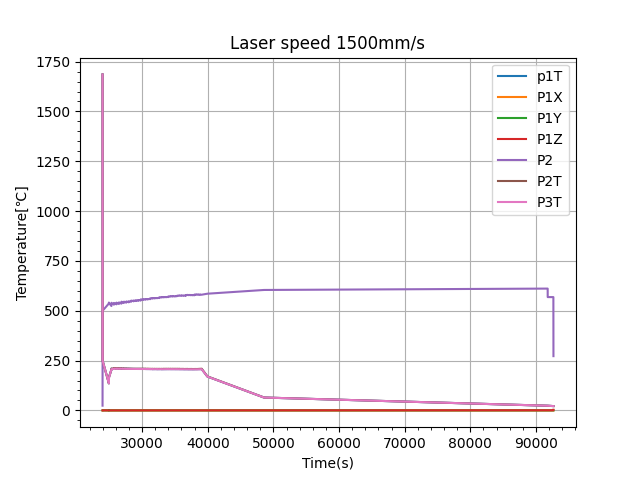 Laser speed 1500mm/s
Temperature[℃]
1750
1500
1250
1000
750
500
250
0
p1T
P1X
P1Y
P1Z
P2
P2T
P3T
30000 40000 50000 60000 70000 80000 90000
Time(s)